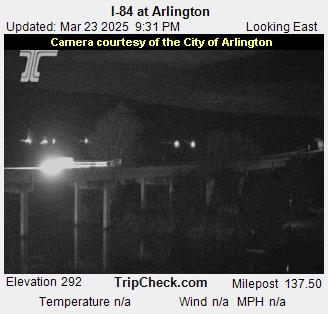 I-84 at Arlington
Updated: Mar 23 2025 9:31 PM Looking East
Camera courtesy of the City of Arlington
Elevation 292 TripCheck.com Milepost 137.50
Temperature n/a Wind n/a MPH n/a